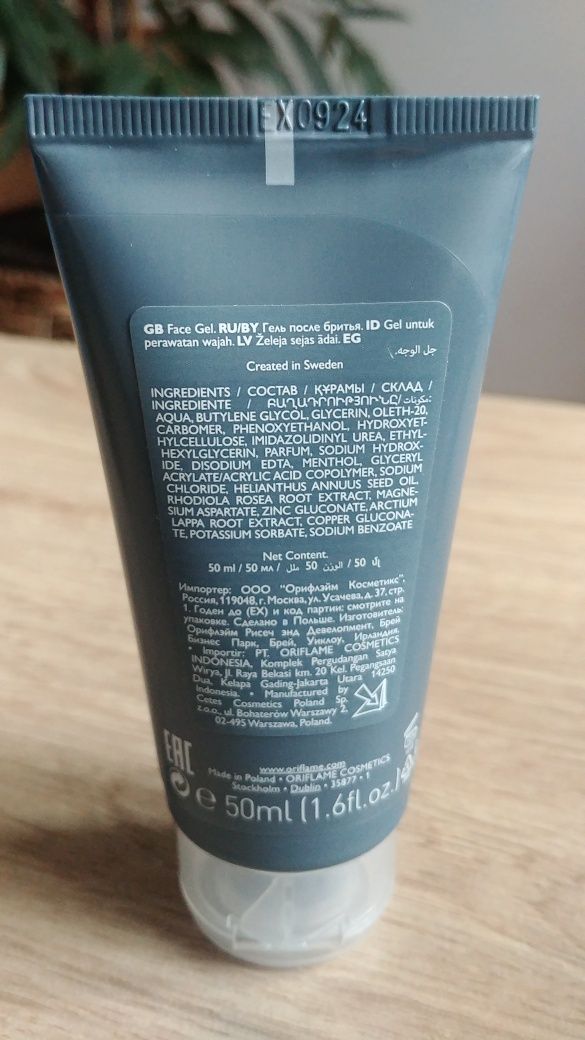 EX0924
GB Face Gel. RU/BY Гель после бритья. ID Gel untuk
perawatan wajah. LV Želeja sejas ādai. EG
جل الوجه.
Created in Sweden
INGREDIENTS / СОСТАВ / ҚҰРАМЫ / СКЛАД /
INGREDIENTE / ԲԱՂԱԴՐՈՒԹՅՈՒՆԸ/ مكونات:
AQUA, BUTYLENE GLYCOL, GLYCERIN, OLETH-20,
CARBOMER, PHENOXYETHANOL, HYDROXYET-
HYLCELLULOSE, IMIDAZOLIDINYL UREA, ETHYL-
HEXYLGLYCERIN, PARFUM, SODIUM HYDROX-
IDE, DISODIUM EDTA, MENTHOL, GLYCERYL
ACRYLATE/ACRYLIC ACID COPOLYMER, SODIUM
CHLORIDE, HELIANTHUS ANNUUS SEED OIL,
RHODIOLA ROSEA ROOT EXTRACT, MAGNE-
SIUM ASPARTATE, ZINC GLUCONATE, ARCTIUM
LAPPA ROOT EXTRACT, COPPER GLUCONA-
TE, POTASSIUM SORBATE, SODIUM BENZOATE
Net Content.
50 ml / 50 мл / الوزن 50 ملل / 50
Импортер: ООО "Орифлэйм Косметикс",
Россия, 119048, г. Москва, ул. Усачева, д. 37, стр.
1. Годен до (EX) и код партии: смотрите на
упаковке. Сделано в Польше. Изготовитель:
Орифлэйм Рисеч энд Девелопмент, Брей
Бизнес Парк, Брей, Уиклоу, Ирландия.
• Importir: PT. ORIFLAME COSMETICS
INDONESIA, Komplek Pergudangan Satya
Wirya, Jl. Raya Bekasi km. 20 Kel. Pegangsaan
Dua, Kelapa Gading-Jakarta Utara 14250
Indonesia. • Manufactured by
Cetes Cosmetics Poland Sp.
z.o.o., ul. Bohaterów Warszawy 2,
02-495 Warszawa, Poland.
EAC
www.oriflame.com
Made in Poland • ORIFLAME COSMETICS
Stockholm • Dublin • 35877 • 1
e 50ml (1.6fl.oz.)